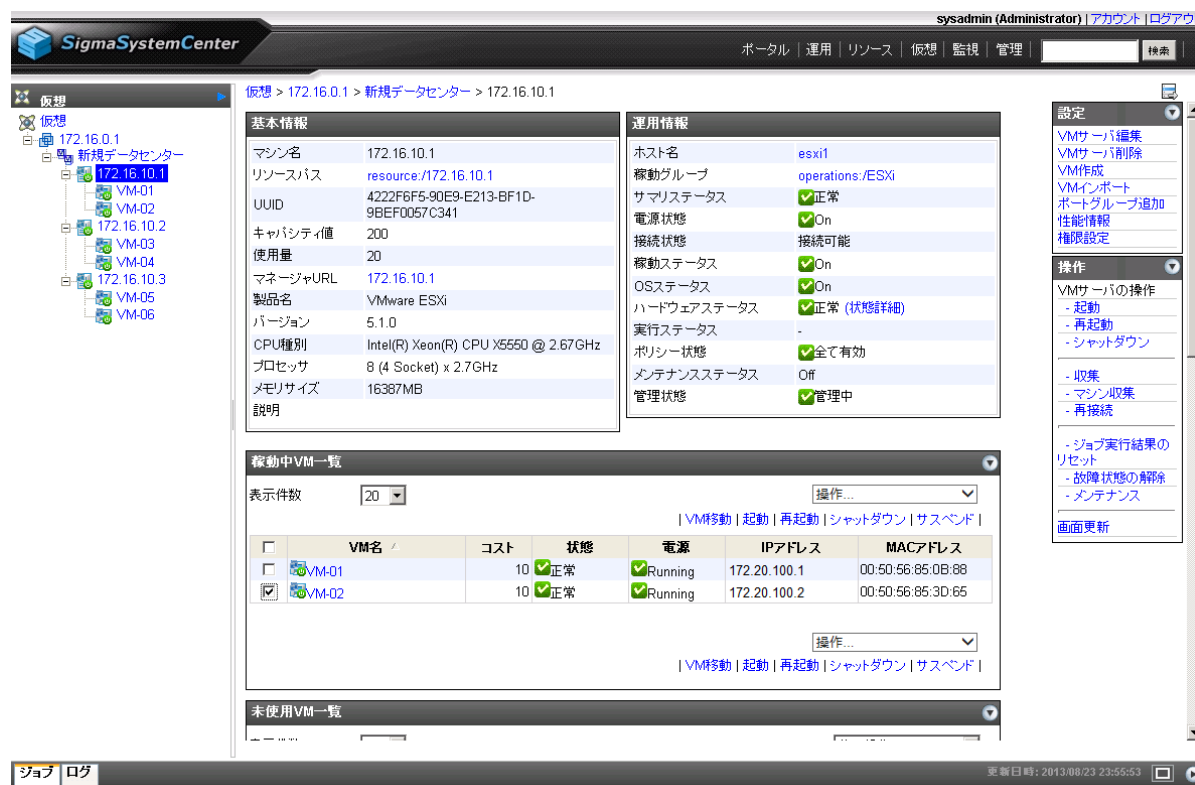 sysadmin (Administrator) | アカウント | ログアウ
SigmaSystemCenter
ポータル | 運用 | リソース | 仮想 | 監視 | 管理 | 検索
仮想
仮想
172.16.0.1
新規データセンター
172.16.10.1
VM-01
VM-02
172.16.10.2
VM-03
VM-04
172.16.10.3
VM-05
VM-06
仮想 > 172.16.0.1 > 新規データセンター > 172.16.10.1
基本情報
マシン名 172.16.10.1
リソースパス resource:/172.16.10.1
UUID 4222F6F5-90E9-E213-BF1D-
9BEF0057C341
キャパシティ値 200
使用量 20
マネージャURL 172.16.10.1
製品名 VMware ESXi
バージョン 5.1.0
CPU種別 Intel(R) Xeon(R) CPU X5550 @ 2.67GHz
プロセッサ 8 (4 Socket) x 2.7GHz
メモリサイズ 16387MB
説明
運用情報
ホスト名 esxi1
稼動グループ operations:/ESXi
サマリステータス 正常
電源状態 On
接続状態 接続可能
稼動ステータス On
OSステータス On
ハードウェアステータス 正常 (状態詳細)
実行ステータス -
ポリシー状態 全て有効
メンテナンスステータス Off
管理状態 管理中
稼動中VM一覧
表示件数 20 操作...
| VM移動 | 起動 | 再起動 | シャットダウン | サスペンド |
VM名 コスト 状態 電源 IPアドレス MACアドレス
VM-01 10 正常 Running 172.20.100.1 00:50:56:85:0B:88
VM-02 10 正常 Running 172.20.100.2 00:50:56:85:3D:65
操作...
| VM移動 | 起動 | 再起動 | シャットダウン | サスペンド |
未使用VM一覧
設定
VMサーバ編集
VMサーバ削除
VM作成
VMインポート
ポートグループ追加
性能情報
権限設定
操作
VMサーバの操作
- 起動
- 再起動
- シャットダウン
- 収集
- マシン収集
- 再接続
- ジョブ実行結果の
リセット
- 故障状態の解除
- メンテナンス
画面更新
ジョブ ログ
更新日時: 2013/08/23 23:55:53